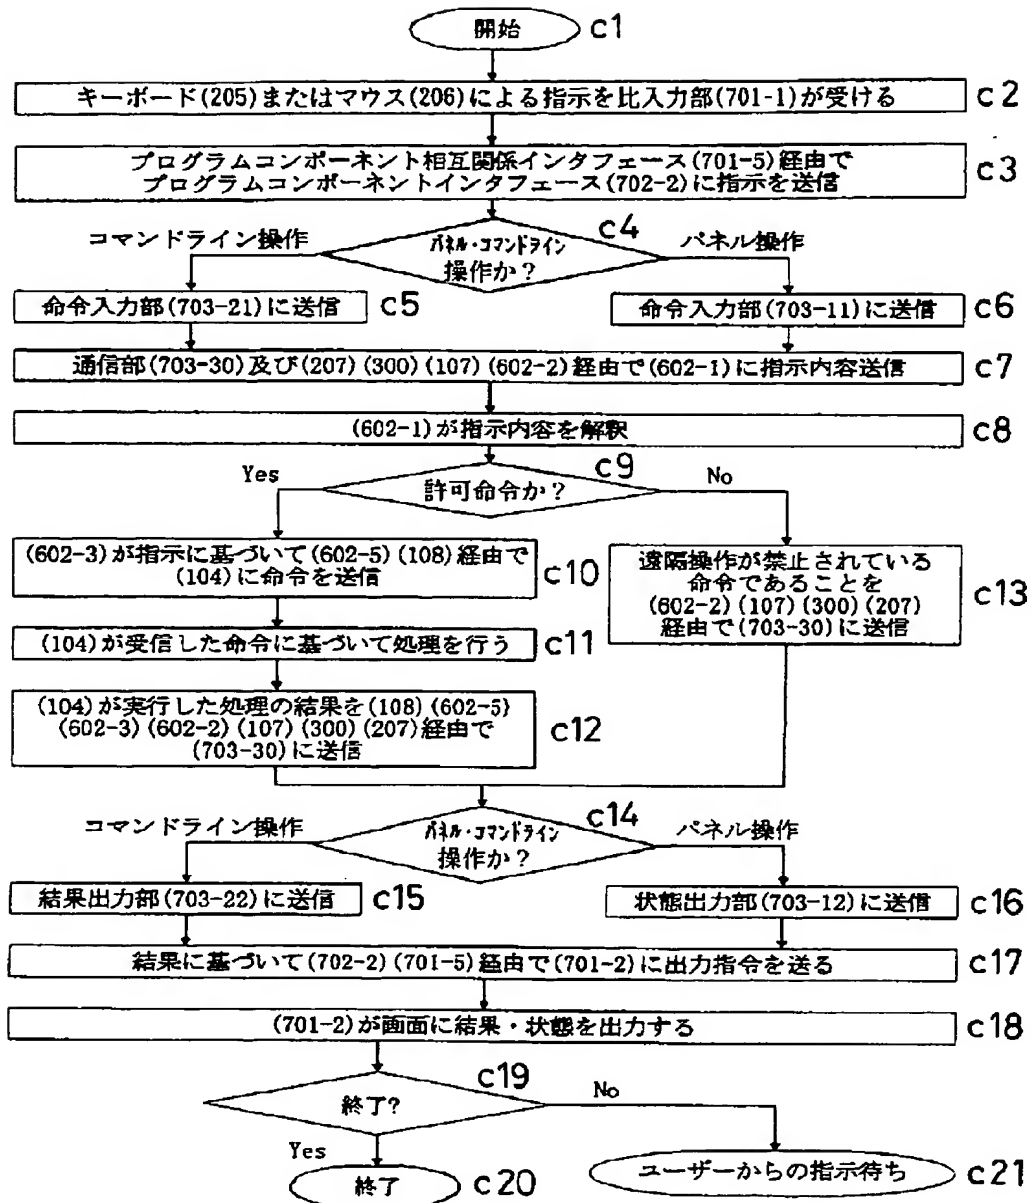 開始 c1
キーボード(205)またはマウス(206)による指示を比入力部(701-1)が受ける c2
プログラムコンポーネント相互関係インタフェース(701-5)経由で
プログラムコンポーネントインタフェース(702-2)に指示を送信 c3
c4
コマンドライン操作 パネル・コマンドライン パネル操作
操作か?
命令入力部(703-21)に送信 c5 命令入力部(703-11)に送信 c6
通信部(703-30)及び(207)(300)(107)(602-2)経由で(602-1)に指示内容送信 c7
(602-1)が指示内容を解釈 c8
c9
Yes 許可命令か? No
(602-3)が指示に基づいて(602-5)(108)経由で
(104)に命令を送信 c10
遠隔操作が禁止されている
命令であることを
(602-2)(107)(300)(207)
経由で(703-30)に送信 c13
(104)が受信した命令に基づいて処理を行う c11
(104)が実行した処理の結果を(108)(602-5)
(602-3)(602-2)(107)(300)(207)経由で
(703-30)に送信 c12
c14
コマンドライン操作 パネル・コマンドライン パネル操作
操作か?
結果出力部(703-22)に送信 c15 状態出力部(703-12)に送信 c16
結果に基づいて(702-2)(701-5)経由で(701-2)に出力指令を送る c17
(701-2)が画面に結果・状態を出力する c18
c19
終了? No
Yes
終了 c20 ユーザーからの指示待ち c21